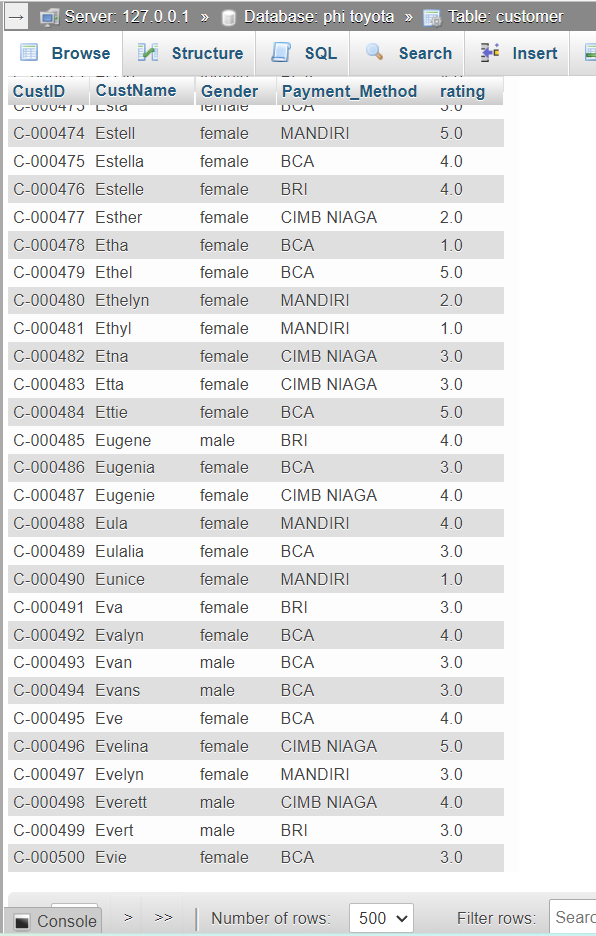 Server: 127.0.0.1 » Database: phi toyota » Table: customer
Browse Structure SQL Search Insert
CustID CustName Gender Payment_Method rating
C-000473 Esta female BCA 5.0
C-000474 Estell female MANDIRI 5.0
C-000475 Estella female BCA 4.0
C-000476 Estelle female BRI 4.0
C-000477 Esther female CIMB NIAGA 2.0
C-000478 Etha female BCA 1.0
C-000479 Ethel female BCA 5.0
C-000480 Ethelyn female MANDIRI 2.0
C-000481 Ethyl female MANDIRI 1.0
C-000482 Etna female CIMB NIAGA 3.0
C-000483 Etta female CIMB NIAGA 3.0
C-000484 Ettie female BCA 5.0
C-000485 Eugene male BRI 4.0
C-000486 Eugenia female BCA 3.0
C-000487 Eugenie female CIMB NIAGA 4.0
C-000488 Eula female MANDIRI 4.0
C-000489 Eulalia female BCA 3.0
C-000490 Eunice female MANDIRI 1.0
C-000491 Eva female BRI 3.0
C-000492 Evalyn female BCA 4.0
C-000493 Evan male BCA 3.0
C-000494 Evans male BCA 3.0
C-000495 Eve female BCA 4.0
C-000496 Evelina female CIMB NIAGA 5.0
C-000497 Evelyn female MANDIRI 3.0
C-000498 Everett male CIMB NIAGA 4.0
C-000499 Evert male BRI 3.0
C-000500 Evie female BCA 3.0
Console > >> Number of rows: 500 Filter rows: Searc